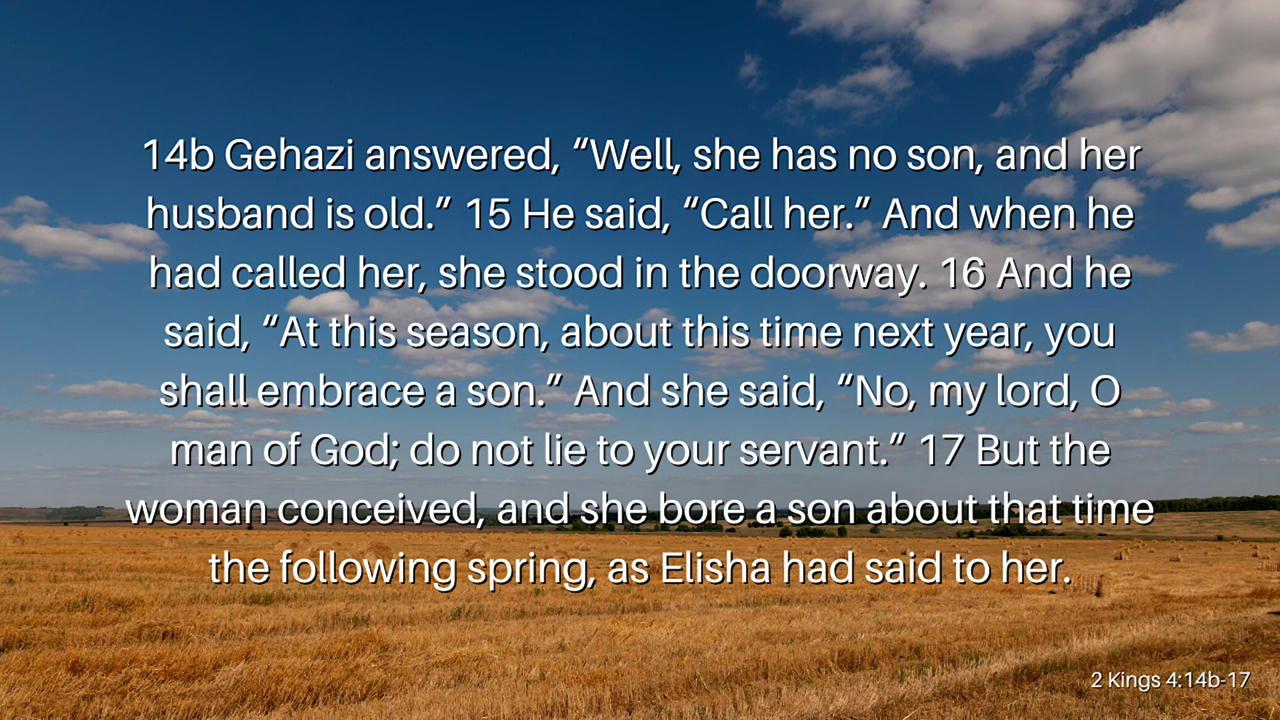 14b Gehazi answered, “Well, she has no son, and her
husband is old.” 15 He said, “Call her.” And when he
had called her, she stood in the doorway. 16 And he
said, “At this season, about this time next year, you
shall embrace a son.” And she said, “No, my lord, O
man of God; do not lie to your servant.” 17 But the
woman conceived, and she bore a son about that time
the following spring, as Elisha had said to her.
2 Kings 4:14b-17